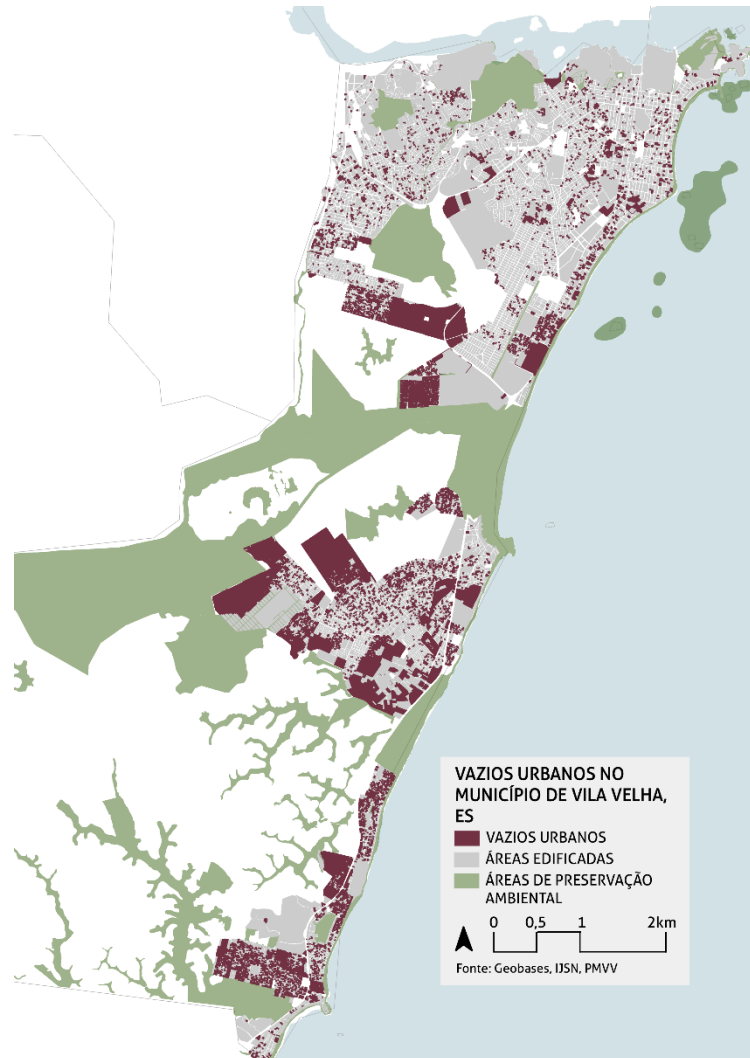 VAZIOS URBANOS NO
MUNICÍPIO DE VILA VELHA,
ES
VAZIOS URBANOS
ÁREAS EDIFICADAS
ÁREAS DE PRESERVAÇÃO
AMBIENTAL
0 0,5 1 2km
Fonte: Geobases, IJSN, PMVV